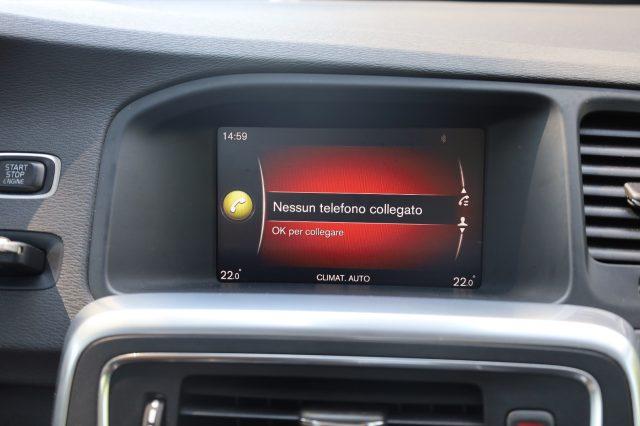 START
STOP
ENGINE
14:59
Nessun telefono collegato
OK per collegare
22.0° CLIMAT. AUTO 22.0°